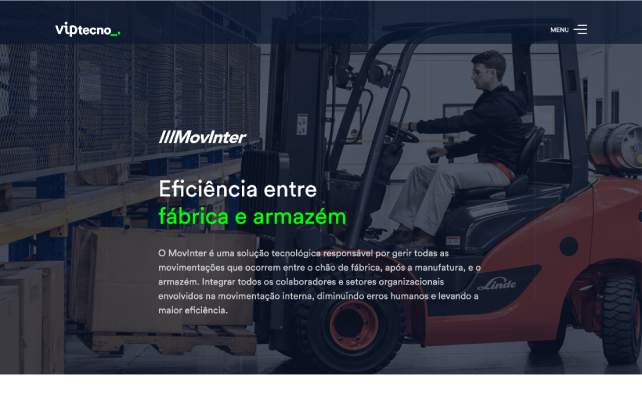 viptecno_.
MENU
///MovInter
Eficiência entre
fábrica e armazém
O MovInter é uma solução tecnológica responsável por gerir todas as
movimentações que ocorrem entre o chão de fábrica, após a manufatura, e o
armazém. Integrar todos os colaboradores e setores organizacionais
envolvidos na movimentação interna, diminuindo erros humanos e levando a
maior eficiência.
Linde